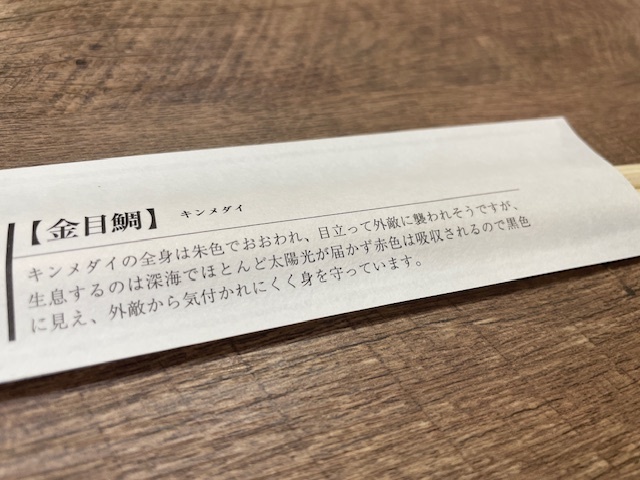 【金目鯛】 キンメダイ
キンメダイの全身は朱色でおおわれ、目立って外敵に襲われそうですが、
生息するのは深海でほとんど太陽光が届かず赤色は吸収されるので黒色
に見え、外敵から気付かれにくく身を守っています。